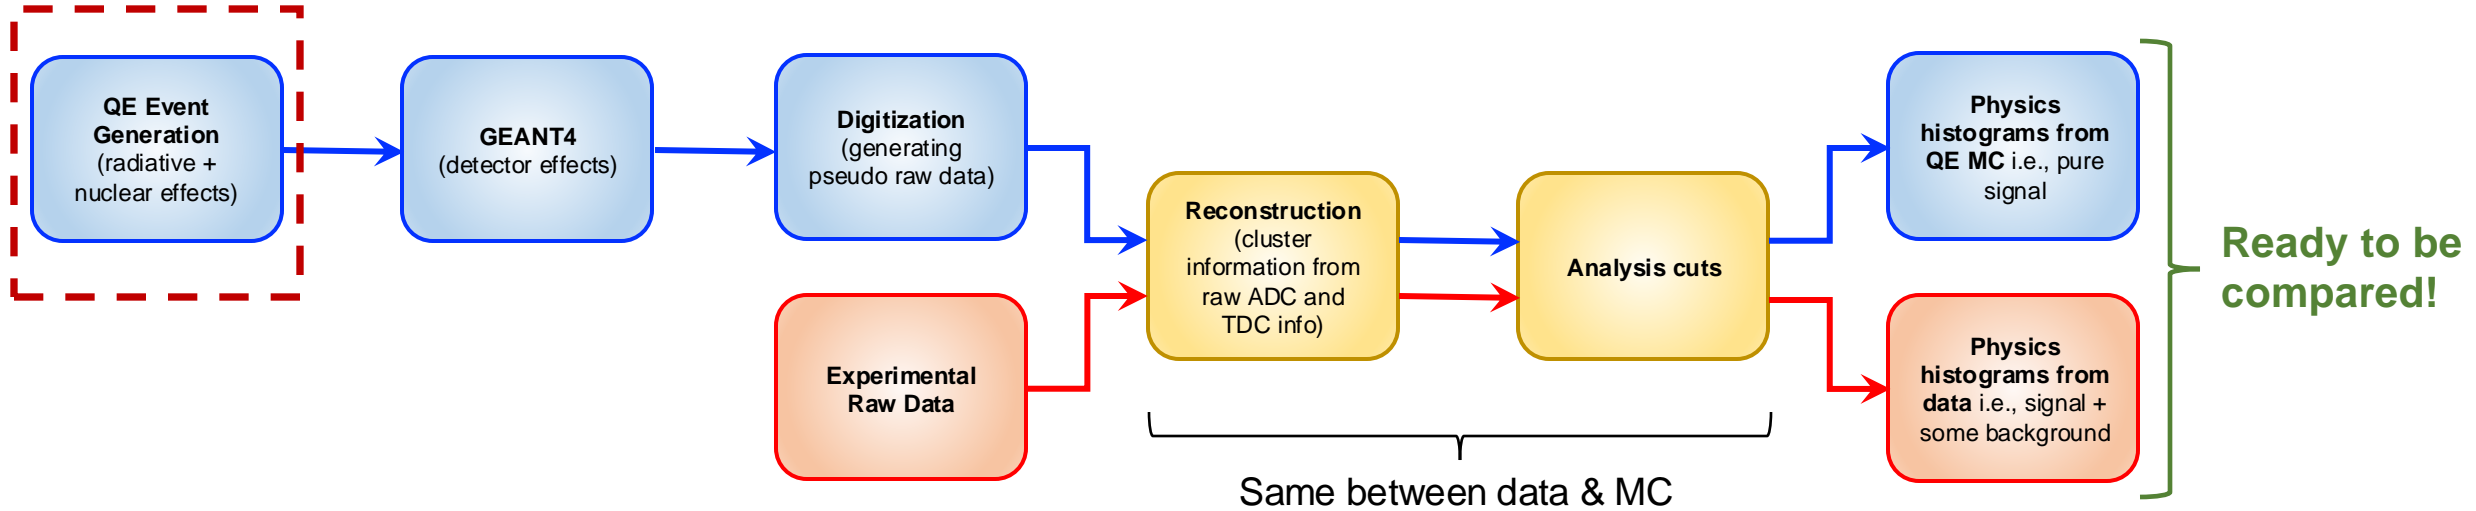 QE Event
Generation
(radiative +
nuclear effects)
GEANT4
(detector effects)
Digitization
(generating
pseudo raw data)
Experimental
Raw Data
Reconstruction
(cluster
information from
raw ADC and
TDC info)
Analysis cuts
Same between data & MC
Physics
histograms from
QE MC i.e., pure
signal
Physics
histograms from
data i.e., signal +
some background
Ready to be
compared!